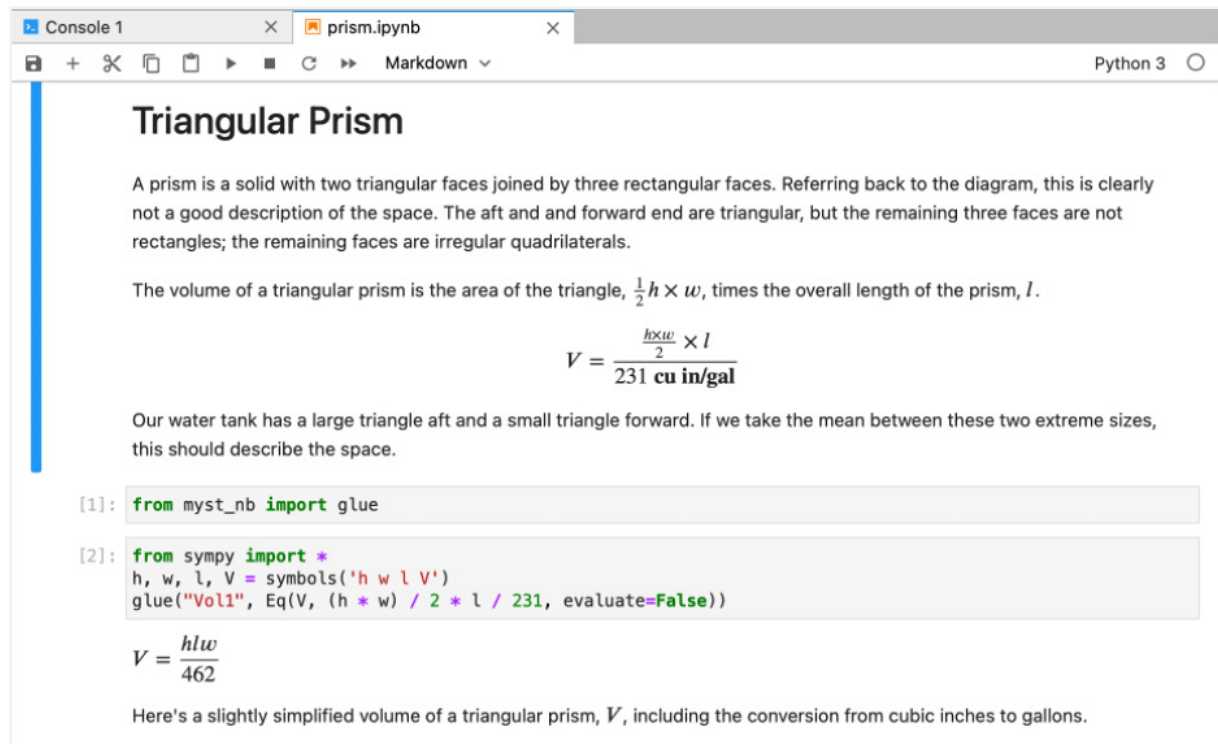 Console 1
prism.ipynb
Markdown
Python 3
Triangular Prism
A prism is a solid with two triangular faces joined by three rectangular faces. Referring back to the diagram, this is clearly
not a good description of the space. The aft and and forward end are triangular, but the remaining three faces are not
rectangles; the remaining faces are irregular quadrilaterals.
The volume of a triangular prism is the area of the triangle, ½h × w, times the overall length of the prism, l.
V = (h×w/2 × l) / (231 cu in/gal)
Our water tank has a large triangle aft and a small triangle forward. If we take the mean between these two extreme sizes,
this should describe the space.
[1]: from myst_nb import glue
[2]: from sympy import *
h, w, l, V = symbols('h w l V')
glue("Vol1", Eq(V, (h * w) / 2 * l / 231, evaluate=False))
V = hlw / 462
Here's a slightly simplified volume of a triangular prism, V, including the conversion from cubic inches to gallons.